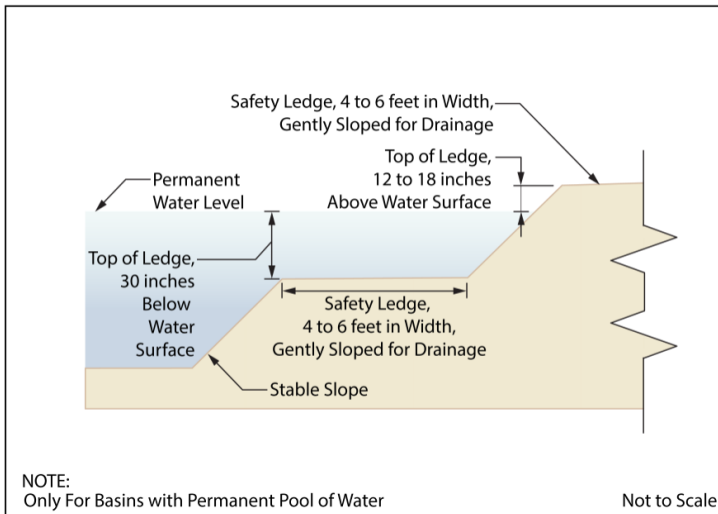 Safety Ledge, 4 to 6 feet in Width,
Gently Sloped for Drainage
Top of Ledge,
12 to 18 inches
Above Water Surface
Permanent
Water Level
Top of Ledge,
30 inches
Below
Water
Surface
Safety Ledge,
4 to 6 feet in Width,
Gently Sloped for Drainage
Stable Slope
NOTE:
Only For Basins with Permanent Pool of Water
Not to Scale